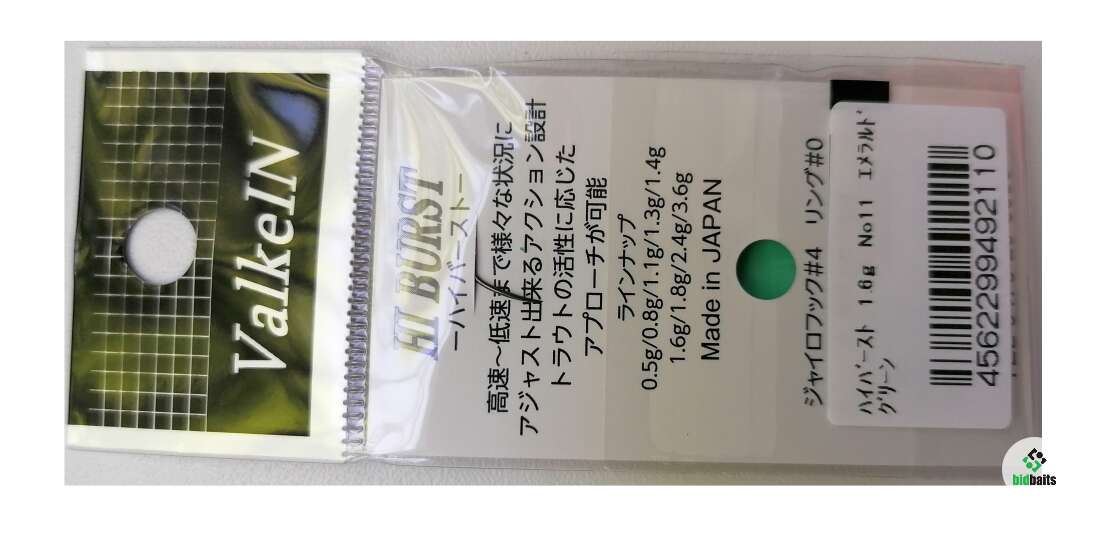 ValkeIN
HI BURST
ーハイバーストー
高速～低速まで様々な状況に
アジャスト出来るアクション設計
トラウトの活性に応じた
アプローチが可能
ラインナップ
0.5g/0.8g/1.1g/1.3g/1.4g
1.6g/1.8g/2.4g/3.6g
Made in JAPAN
ジャイロフック#4 リング#0
ﾊｲﾊﾞｰｽﾄ 1.6g No11 ｴﾒﾗﾙﾄﾞ
ｸﾞﾘｰﾝ
4562299492110
bidbaits